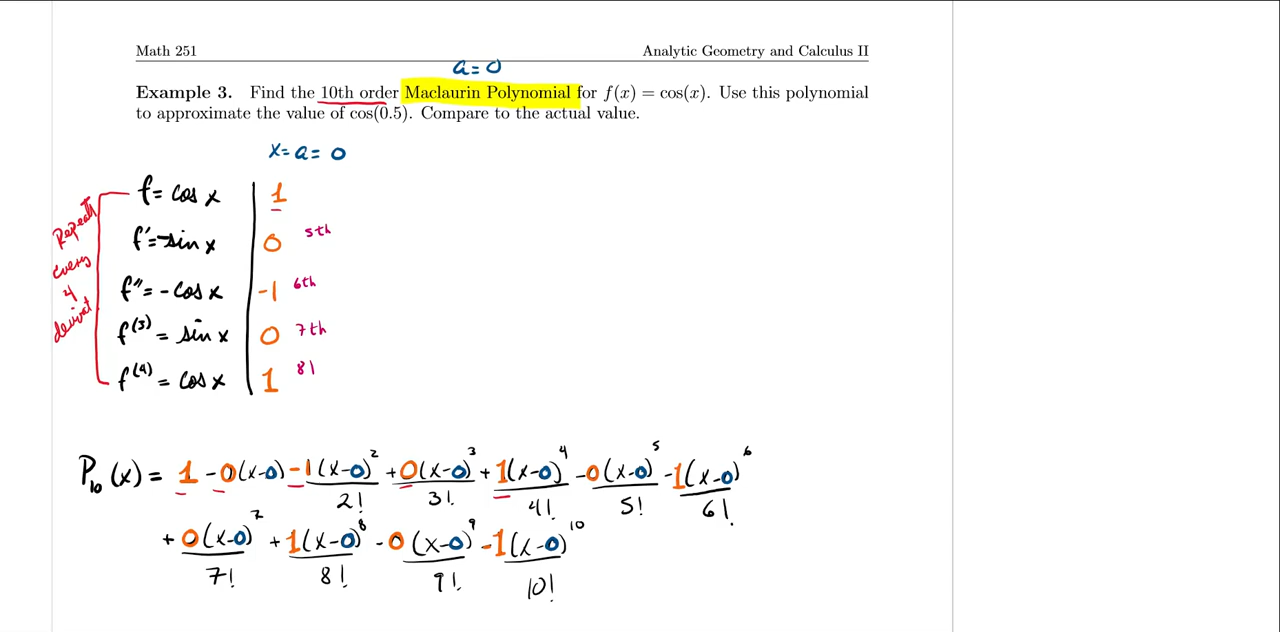 Math 251 Analytic Geometry and Calculus II
a=0
Example 3. Find the 10th order Maclaurin Polynomial for f(x) = cos(x). Use this polynomial
to approximate the value of cos(0.5). Compare to the actual value.
x=a=0
f=cos x | 1
f'=-sin x | 0 5th
f''=-cos x | -1 6th
f^(3) = sin x | 0 7th
f^(4) = cos x | 1 8
Repeat
every
4
derivat
P_10(x) = 1 - 0(x-0) -1(x-0)^2/2! + 0(x-0)^3/3! + 1(x-0)^4/4! - 0(x-0)^5/5! - 1(x-0)^6/6!
+ 0(x-0)^7/7! + 1(x-0)^8/8! - 0(x-0)^9/9! - 1(x-0)^10/10!